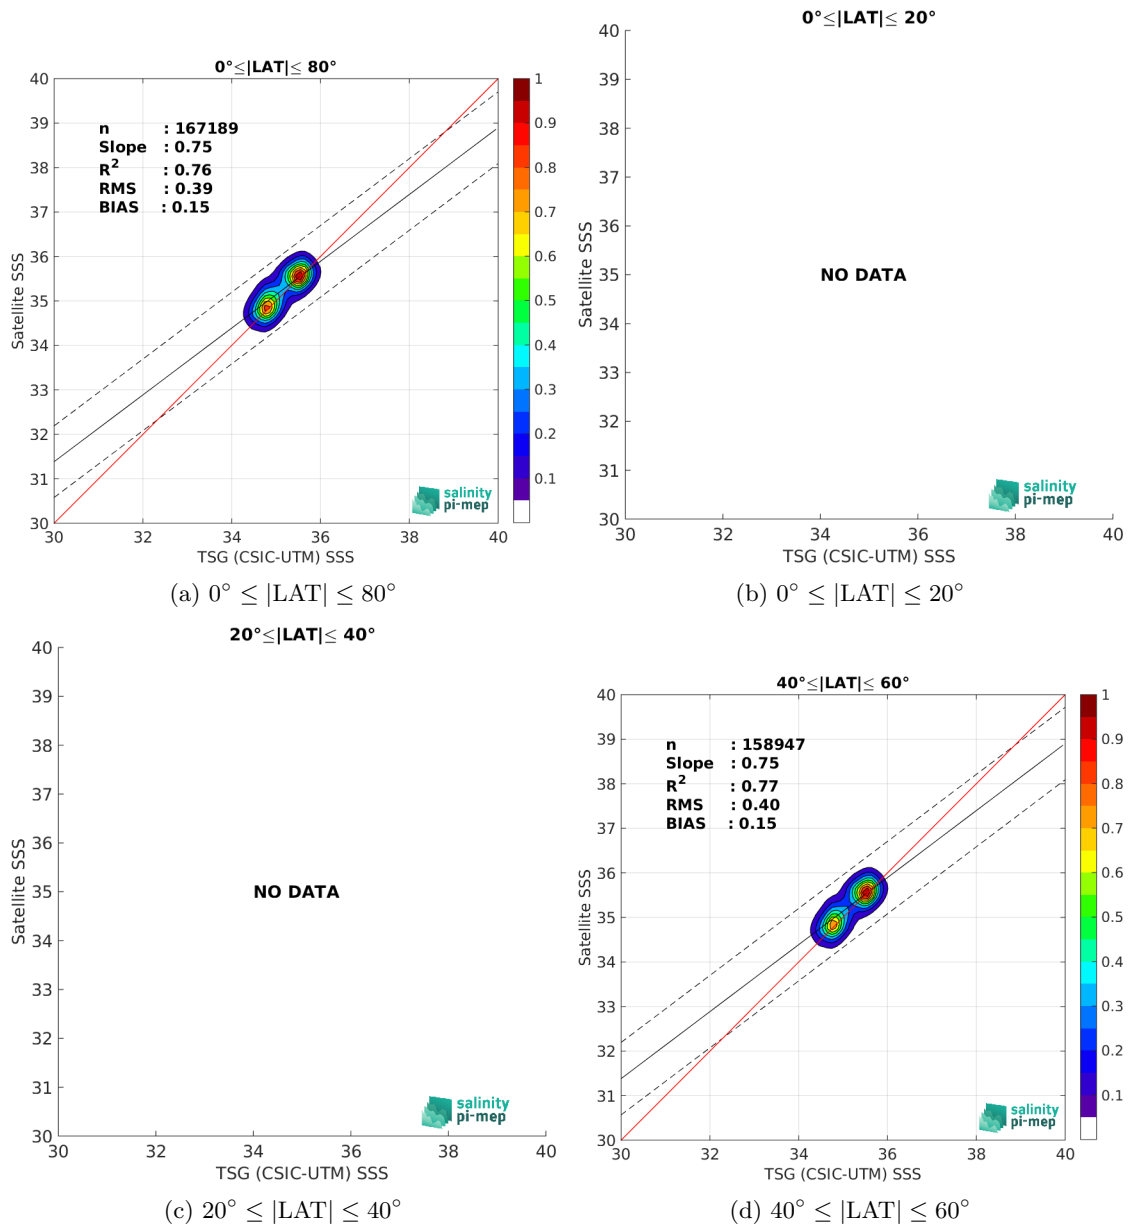 0°≤|LAT|≤ 80°
40
39
38
37
36
35
34
33
32
31
30
Satellite SSS
n : 167189
Slope : 0.75
R² : 0.76
RMS : 0.39
BIAS : 0.15
1
0.9
0.8
0.7
0.6
0.5
0.4
0.3
0.2
0.1
salinity
pi-mep
30 32 34 36 38 40
TSG (CSIC-UTM) SSS
(a) 0° ≤ |LAT| ≤ 80°
0°≤|LAT|≤ 20°
40
39
38
37
36
35
34
33
32
31
30
Satellite SSS
NO DATA
salinity
pi-mep
30 32 34 36 38 40
TSG (CSIC-UTM) SSS
(b) 0° ≤ |LAT| ≤ 20°
20°≤|LAT|≤ 40°
40
39
38
37
36
35
34
33
32
31
30
Satellite SSS
NO DATA
salinity
pi-mep
30 32 34 36 38 40
TSG (CSIC-UTM) SSS
(c) 20° ≤ |LAT| ≤ 40°
40°≤|LAT|≤ 60°
40
39
38
37
36
35
34
33
32
31
30
Satellite SSS
n : 158947
Slope : 0.75
R² : 0.77
RMS : 0.40
BIAS : 0.15
1
0.9
0.8
0.7
0.6
0.5
0.4
0.3
0.2
0.1
salinity
pi-mep
30 32 34 36 38 40
TSG (CSIC-UTM) SSS
(d) 40° ≤ |LAT| ≤ 60°